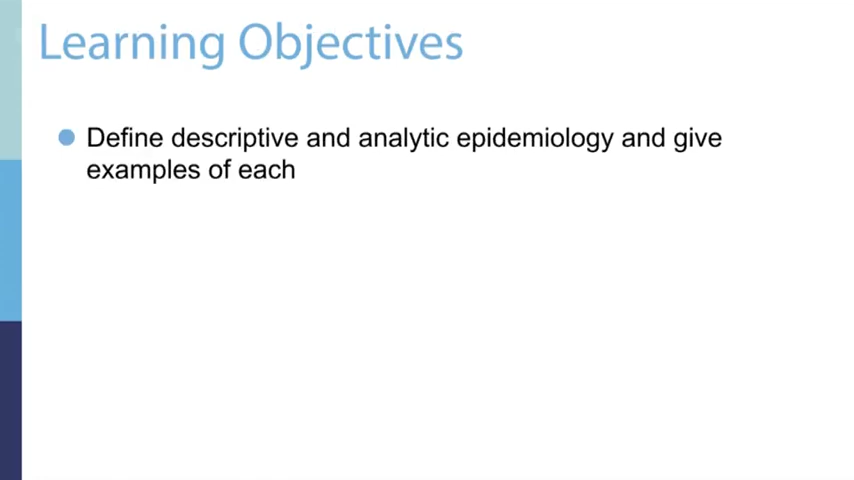 Learning Objectives
Define descriptive and analytic epidemiology and give
examples of each